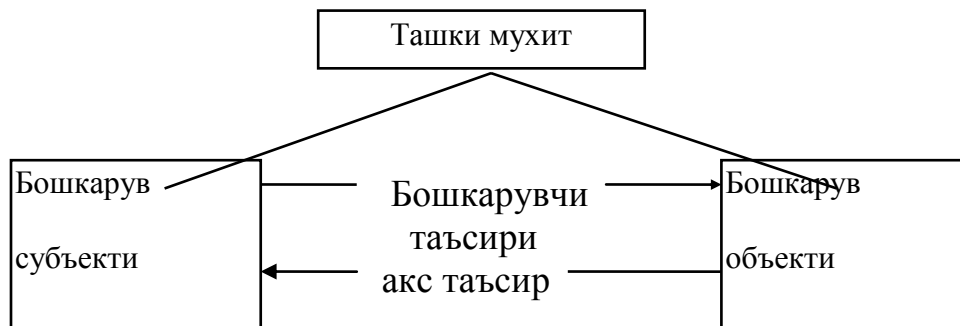 Ташки мухит
Бошкарув
субъекти
Бошкарувчи
таъсири
акс таъсир
Бошкарув
объекти